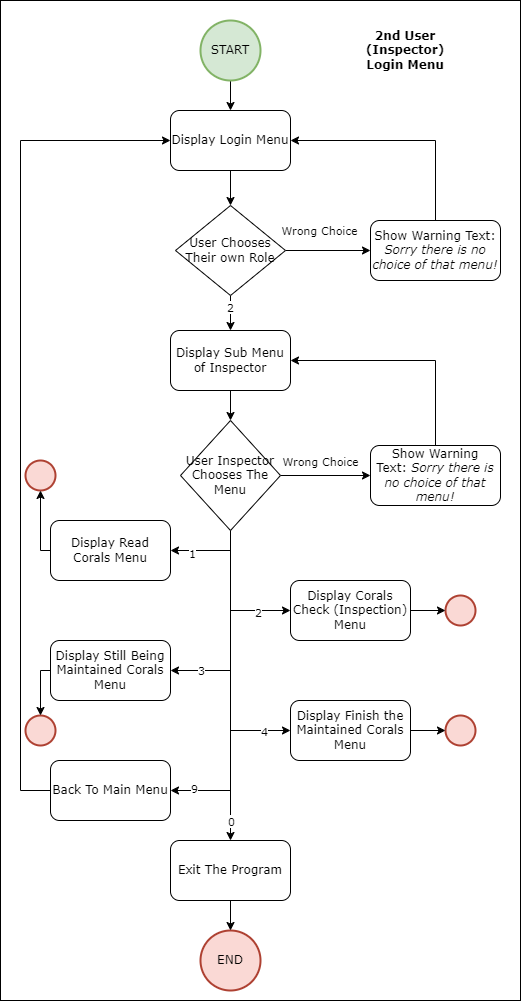 2nd User
(Inspector)
Login Menu
START
Display Login Menu
User Chooses
Their own Role
Wrong Choice
Show Warning Text:
Sorry there is no
choice of that menu!
2
Display Sub Menu
of Inspector
User Inspector
Chooses The
Menu
Wrong Choice
Show Warning
Text: Sorry there is
no choice of that
menu!
Display Read
Corals Menu
1
2
Display Corals
Check (Inspection)
Menu
Display Still Being
Maintained Corals
Menu
3
4
Display Finish the
Maintained Corals
Menu
Back To Main Menu
9
0
Exit The Program
END